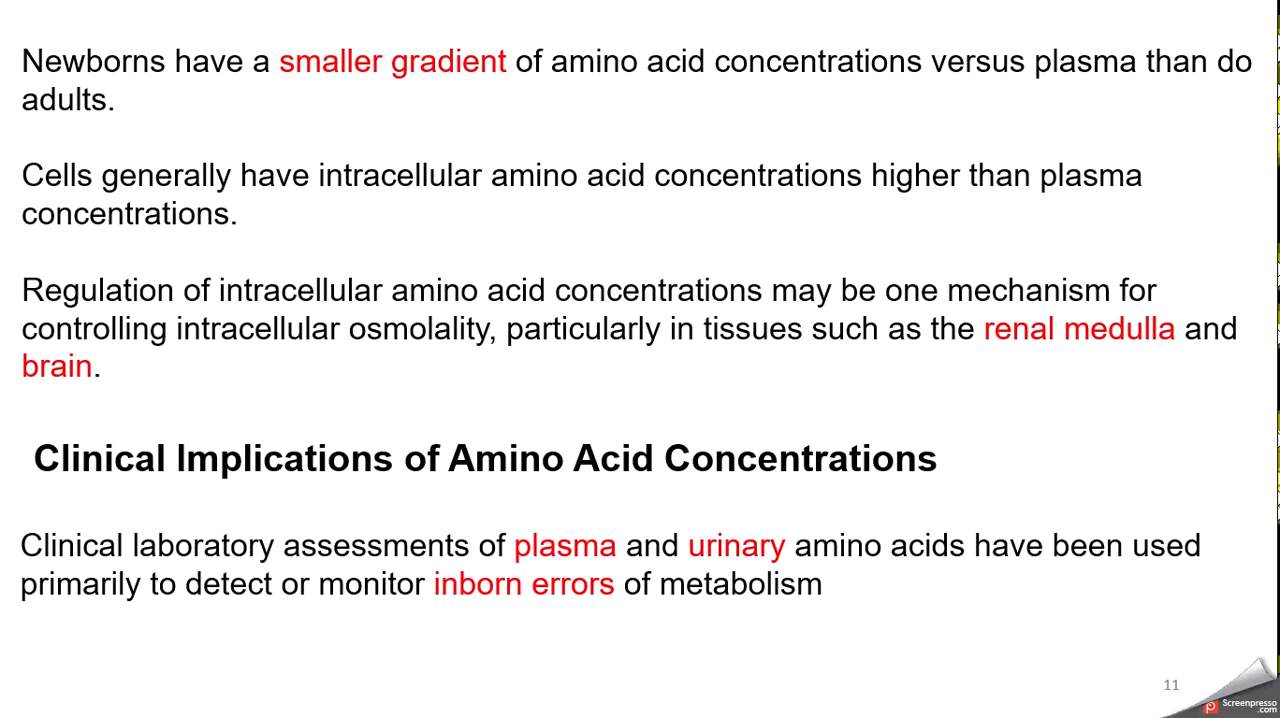 Newborns have a smaller gradient of amino acid concentrations versus plasma than do
adults.
Cells generally have intracellular amino acid concentrations higher than plasma
concentrations.
Regulation of intracellular amino acid concentrations may be one mechanism for
controlling intracellular osmolality, particularly in tissues such as the renal medulla and
brain.
Clinical Implications of Amino Acid Concentrations
Clinical laboratory assessments of plasma and urinary amino acids have been used
primarily to detect or monitor inborn errors of metabolism
11
Screenpresso
.com